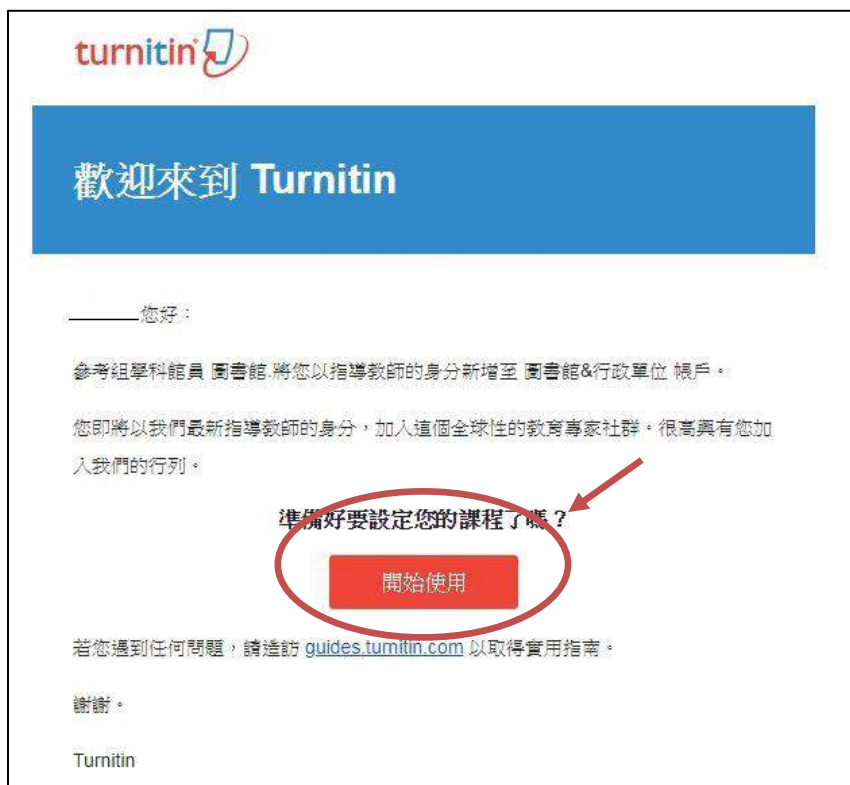 turnitin
歡迎來到 Turnitin
您好：
參考組學科館員 圖書館.將您以指導教師的身分新增至 圖書館&行政單位 帳戶。
您即將以我們最新指導教師的身分，加入這個全球性的教育專家社群。很高興有您加
入我們的行列。
準備好要設定您的課程了嗎？
開始使用
若您遇到任何問題，請造訪 guides.turnitin.com 以取得實用指南。
謝謝。
Turnitin